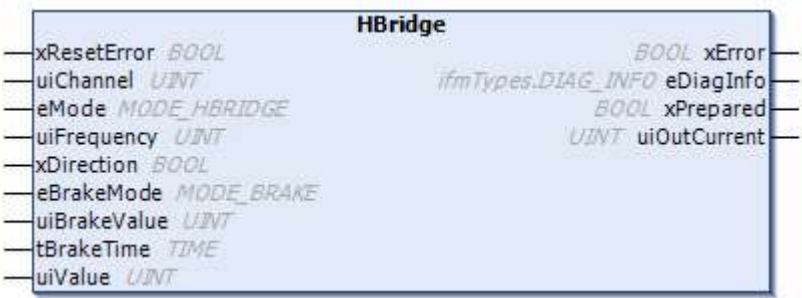 HBridge
xResetError BOOL BOOL xError
uiChannel UINT ifmTypes.DIAG_INFO eDiagInfo
eMode MODE_HBRIDGE BOOL xPrepared
uiFrequency UINT UINT uiOutCurrent
xDirection BOOL
eBrakeMode MODE_BRAKE
uiBrakeValue UINT
tBrakeTime TIME
uiValue UINT